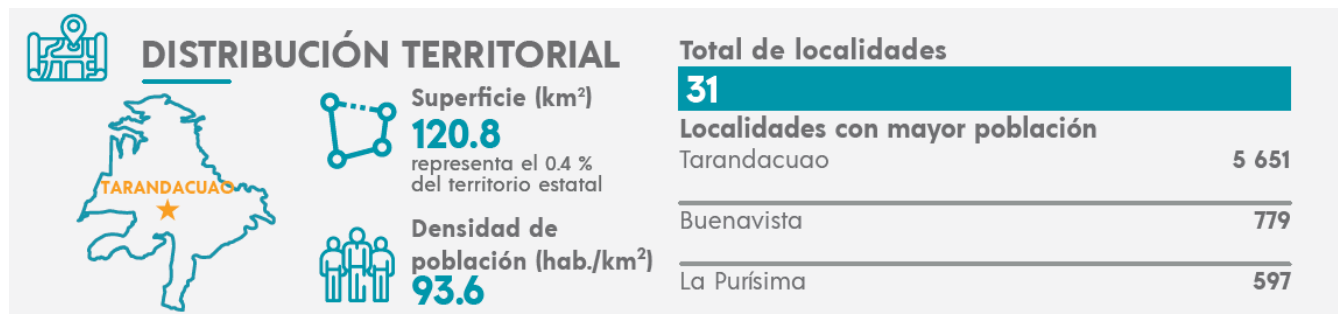 DISTRIBUCIÓN TERRITORIAL
TARANDACUAO
Superficie (km²)
120.8
representa el 0.4 %
del territorio estatal
Densidad de
población (hab./km²)
93.6
Total de localidades
31
Localidades con mayor población
Tarandacuao 5 651
Buenavista 779
La Purísima 597